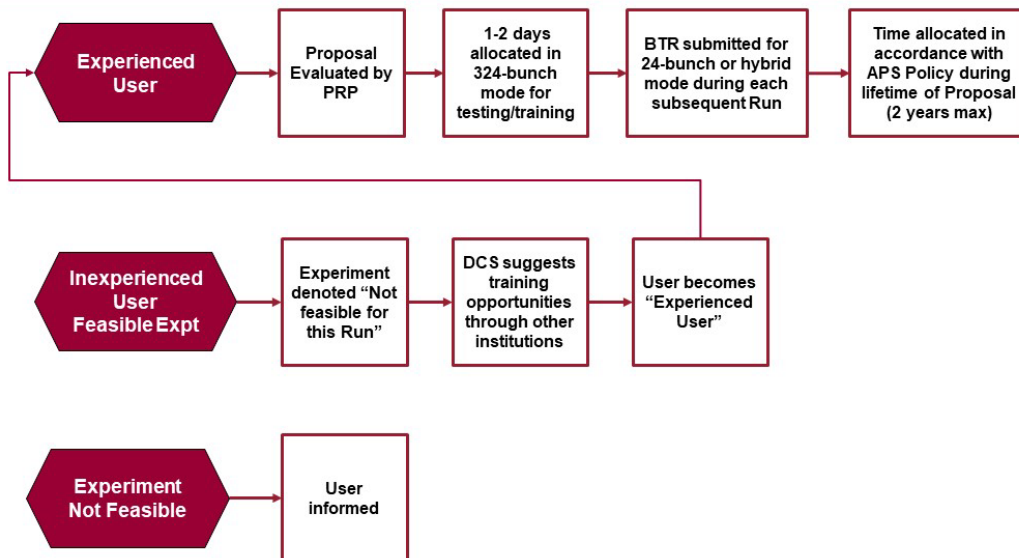 Experienced
User
Proposal
Evaluated by
PRP
1-2 days
allocated in
324-bunch
mode for
testing/training
BTR submitted for
24-bunch or hybrid
mode during each
subsequent Run
Time allocated in
accordance with
APS Policy during
lifetime of Proposal
(2 years max)
Inexperienced
User
Feasible Expt
Experiment
denoted “Not
feasible for
this Run”
DCS suggests
training
opportunities
through other
institutions
User becomes
“Experienced
User”
Experiment
Not Feasible
User
informed